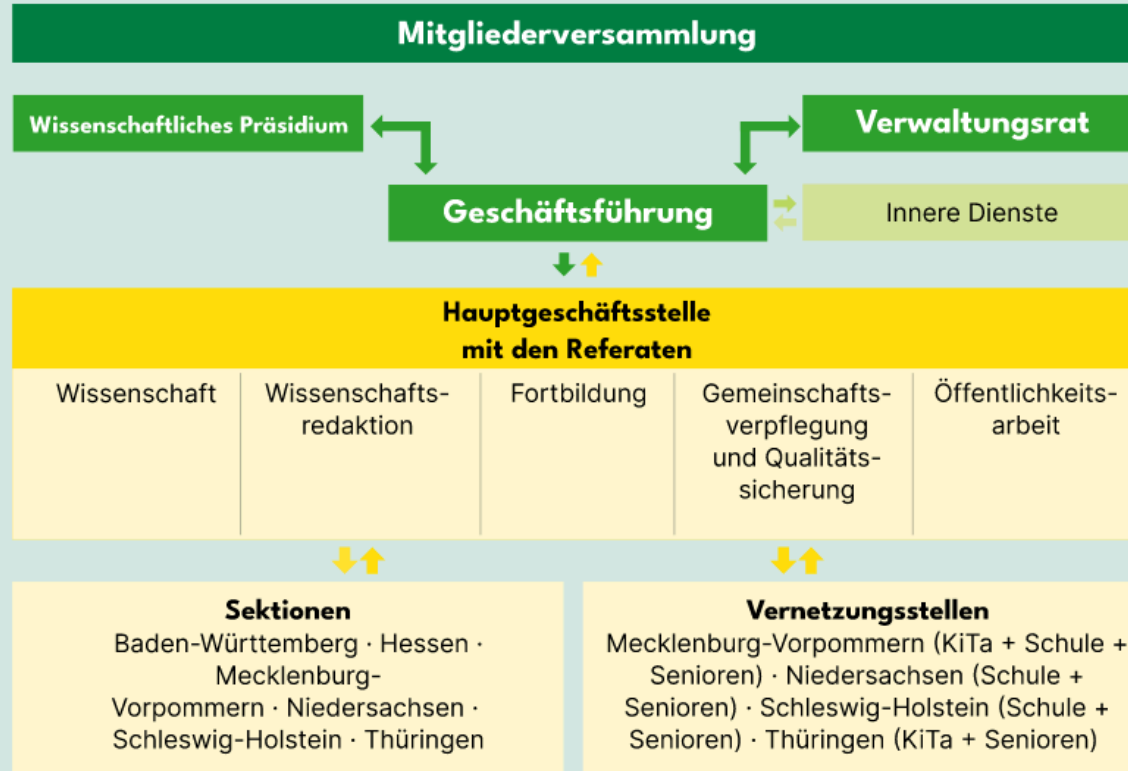 Mitgliederversammlung
Wissenschaftliches Präsidium
Verwaltungsrat
Geschäftsführung
Innere Dienste
Hauptgeschäftsstelle
mit den Referaten
Wissenschaft
Wissenschafts-
redaktion
Fortbildung
Gemeinschafts-
verpflegung
und Qualitäts-
sicherung
Öffentlichkeits-
arbeit
Sektionen
Baden-Württemberg · Hessen ·
Mecklenburg-
Vorpommern · Niedersachsen ·
Schleswig-Holstein · Thüringen
Vernetzungsstellen
Mecklenburg-Vorpommern (KiTa + Schule +
Senioren) · Niedersachsen (Schule +
Senioren) · Schleswig-Holstein (Schule +
Senioren) · Thüringen (KiTa + Senioren)